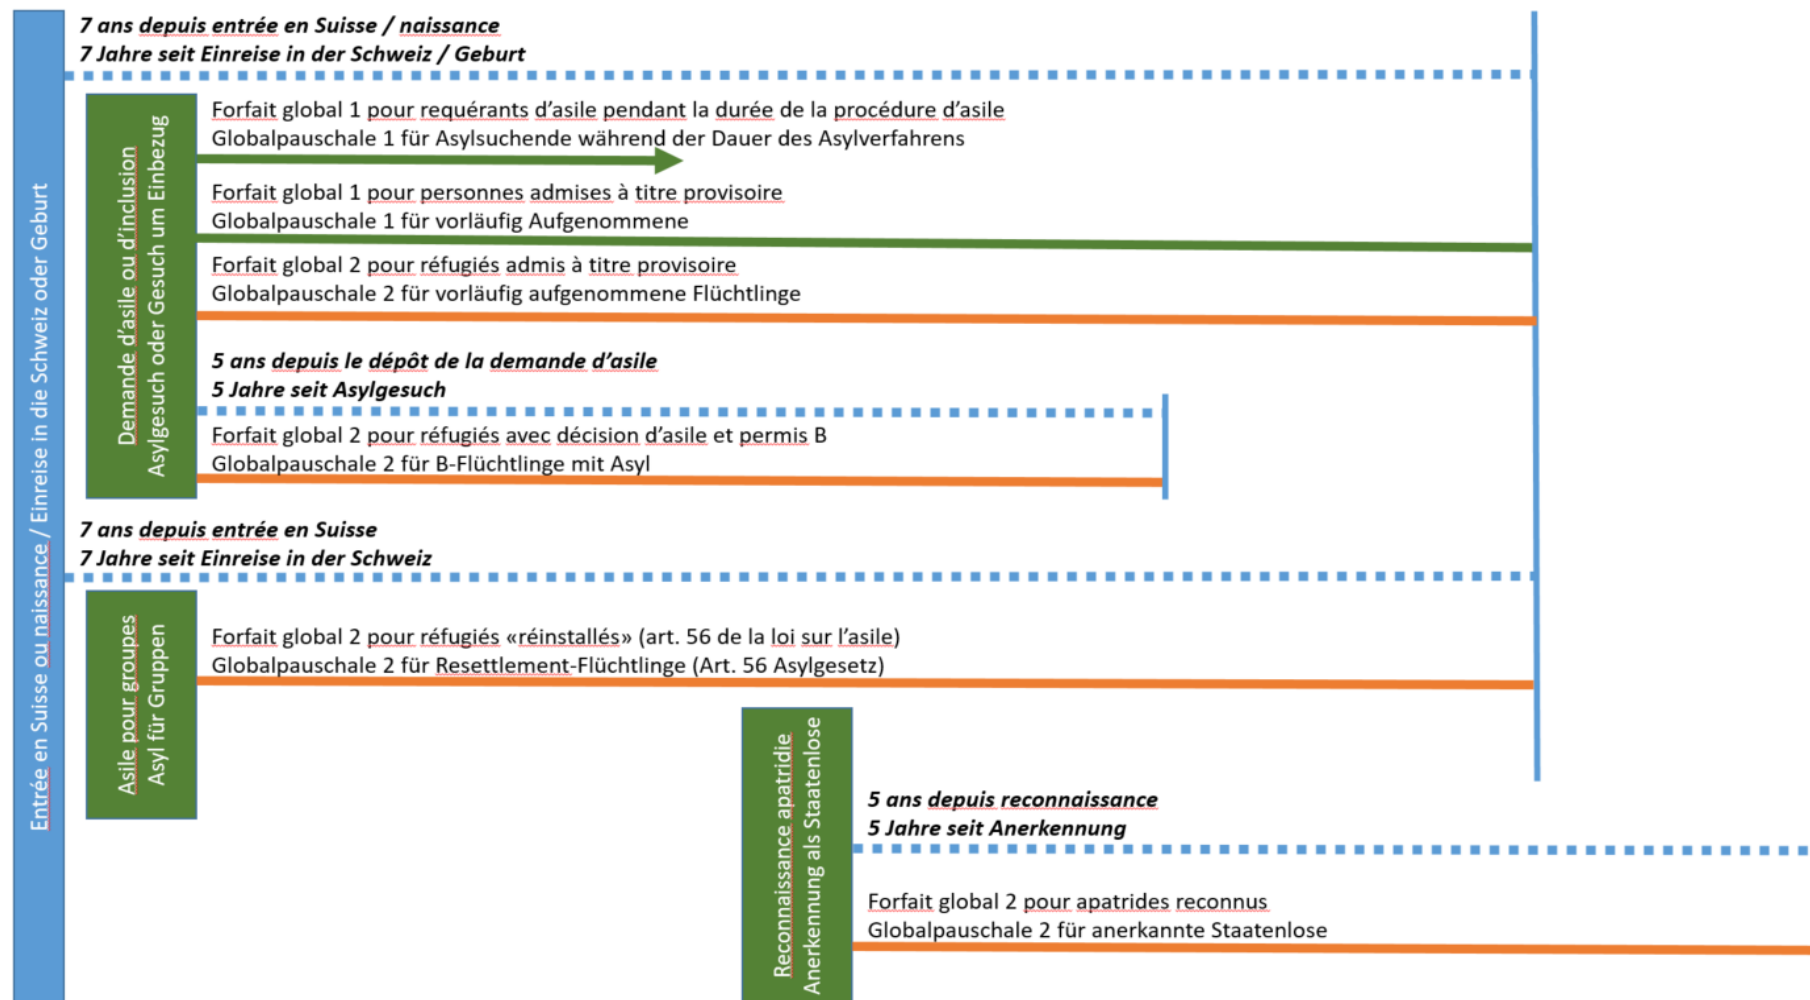 Entrée en Suisse ou naissance / Einreise in die Schweiz oder Geburt
7 ans depuis entrée en Suisse / naissance
7 Jahre seit Einreise in der Schweiz / Geburt
Demande d'asile ou d'inclusion
Asylgesuch oder Gesuch um Einbezug
Forfait global 1 pour requérants d'asile pendant la durée de la procédure d'asile
Globalpauschale 1 für Asylsuchende während der Dauer des Asylverfahrens
Forfait global 1 pour personnes admises à titre provisoire
Globalpauschale 1 für vorläufig Aufgenommene
Forfait global 2 pour réfugiés admis à titre provisoire
Globalpauschale 2 für vorläufig aufgenommene Flüchtlinge
5 ans depuis le dépôt de la demande d'asile
5 Jahre seit Asylgesuch
Forfait global 2 pour réfugiés avec décision d'asile et permis B
Globalpauschale 2 für B-Flüchtlinge mit Asyl
7 ans depuis entrée en Suisse
7 Jahre seit Einreise in der Schweiz
Asile pour groupes
Asyl für Gruppen
Forfait global 2 pour réfugiés «réinstallés» (art. 56 de la loi sur l'asile)
Globalpauschale 2 für Resettlement-Flüchtlinge (Art. 56 Asylgesetz)
Reconnaissance apatridie
Anerkennung als Staatenlose
5 ans depuis reconnaissance
5 Jahre seit Anerkennung
Forfait global 2 pour apatrides reconnus
Globalpauschale 2 für anerkannte Staatenlose